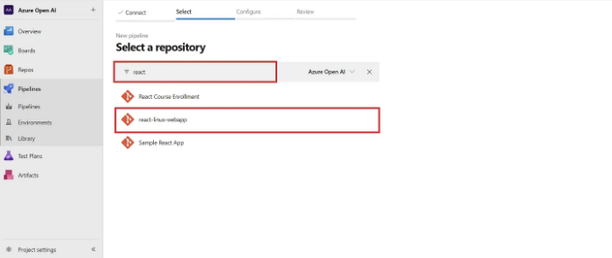 Azure Open AI
Overview
Boards
Repos
Pipelines
Pipelines
Environments
Library
Test Plans
Artifacts
Project settings
Connect
Select
Configure
Review
New pipeline
Select a repository
react
Azure Open AI
React Course Enrollment
react-linux-webapp
Sample React App